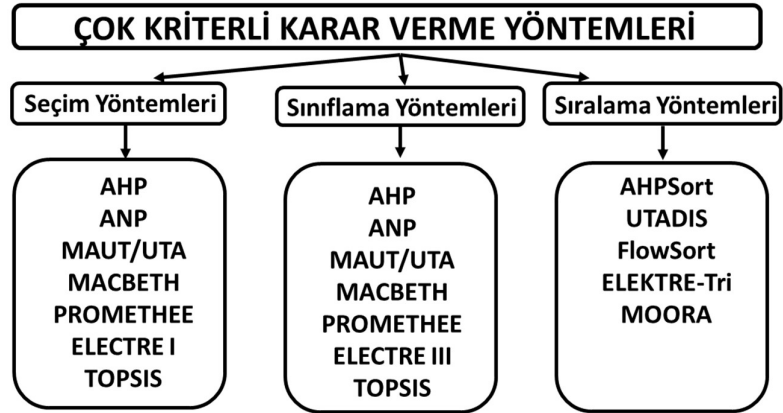 ÇOK KRİTERLİ KARAR VERME YÖNTEMLERİ
Seçim Yöntemleri
AHP
ANP
MAUT/UTA
MACBETH
PROMETHEE
ELECTRE I
TOPSIS
Sınıflama Yöntemleri
AHP
ANP
MAUT/UTA
MACBETH
PROMETHEE
ELECTRE III
TOPSIS
Sıralama Yöntemleri
AHPSort
UTADIS
FlowSort
ELEKTRE-Tri
MOORA